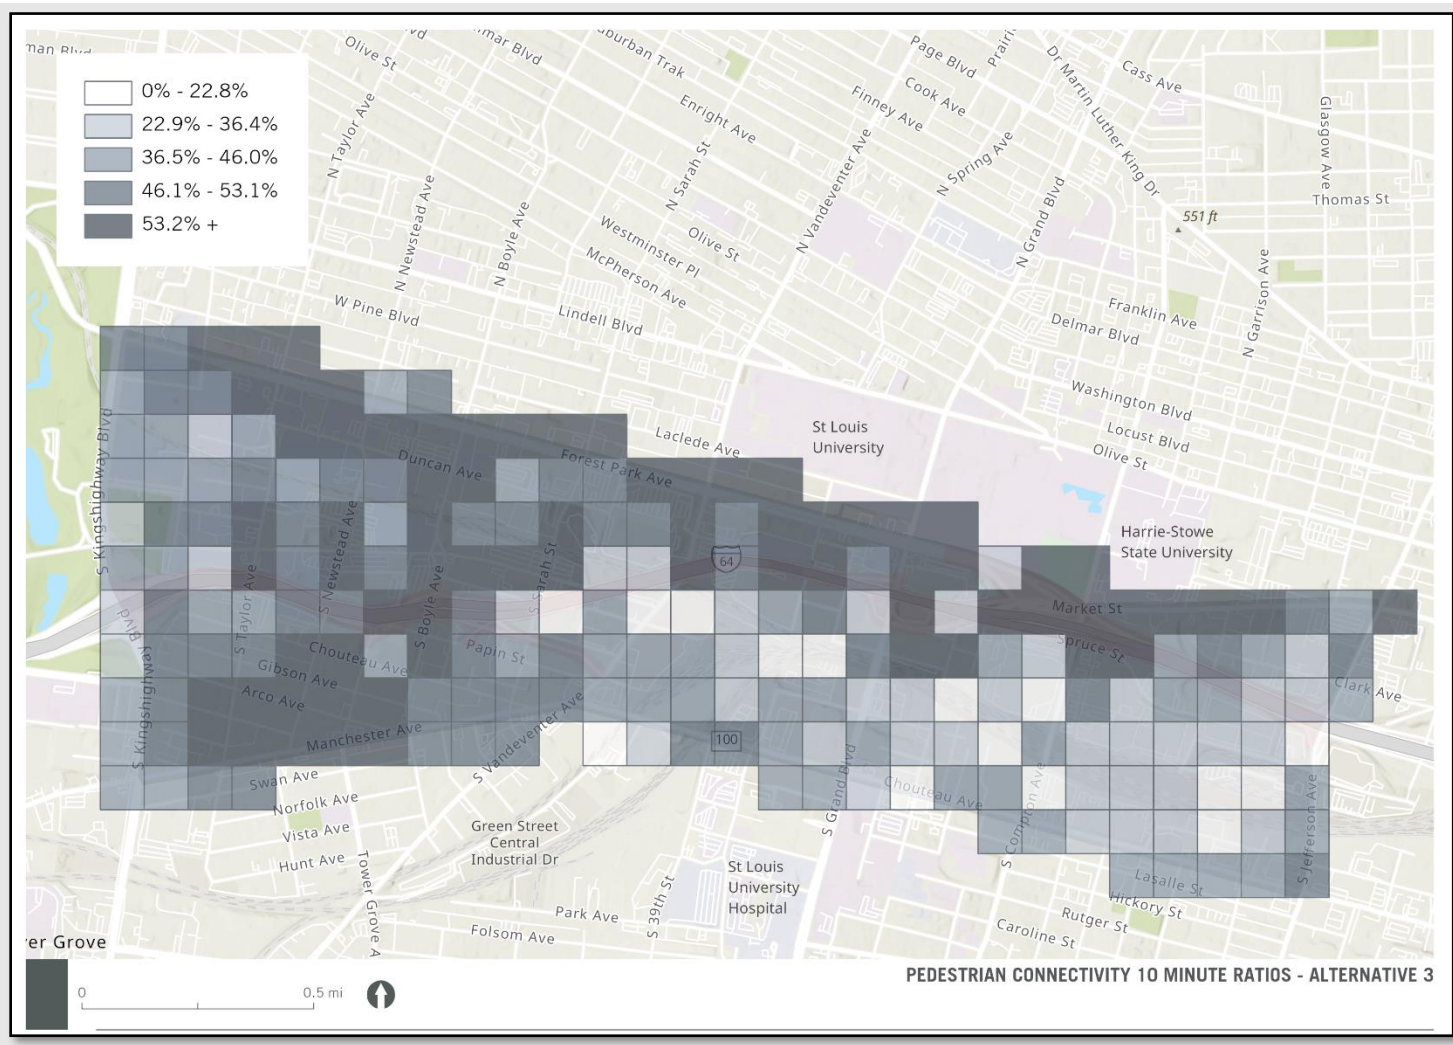 man Blvd
Olive St
Suburban Trak
Page Blvd
Cass Ave
0% - 22.8%
22.9% - 36.4%
36.5% - 46.0%
46.1% - 53.1%
53.2% +
N Taylor Ave
Enright Ave
Finney Ave
Cook Ave
Dr Martin Luther King Dr
Glasgow Ave
Thomas St
N Newstead Ave
N Boyle Ave
N Sarah St
N Vandeventer Ave
N Spring Ave
N Grand Blvd
551 ft
Westminster Pl
Olive St
McPherson Ave
W Pine Blvd
Lindell Blvd
Franklin Ave
Delmar Blvd
N Garrison Ave
Washington Blvd
Locust Blvd
Olive St
St Louis
University
Laclede Ave
Duncan Ave
Forest Park Ave
Harrie-Stowe
State University
S Kingshighway Blvd
S Newstead Ave
S Taylor Ave
S Boyle Ave
S Sarah St
64
Market St
Spruce St
Papin St
Chouteau Ave
Gibson Ave
Arco Ave
Clark Ave
S Kingshighway Blvd
Manchester Ave
S Vandeventer Ave
100
S Grand Blvd
Chouteau Ave
S Compton Ave
S Jefferson Ave
Swan Ave
Norfolk Ave
Vista Ave
Hunt Ave
Tower Grove A
Green Street
Central
Industrial Dr
St Louis
University
Hospital
S 39th St
Park Ave
Folsom Ave
Lasalle St
Hickory St
Rutger St
Caroline St
er Grove
0
0.5 mi
PEDESTRIAN CONNECTIVITY 10 MINUTE RATIOS - ALTERNATIVE 3